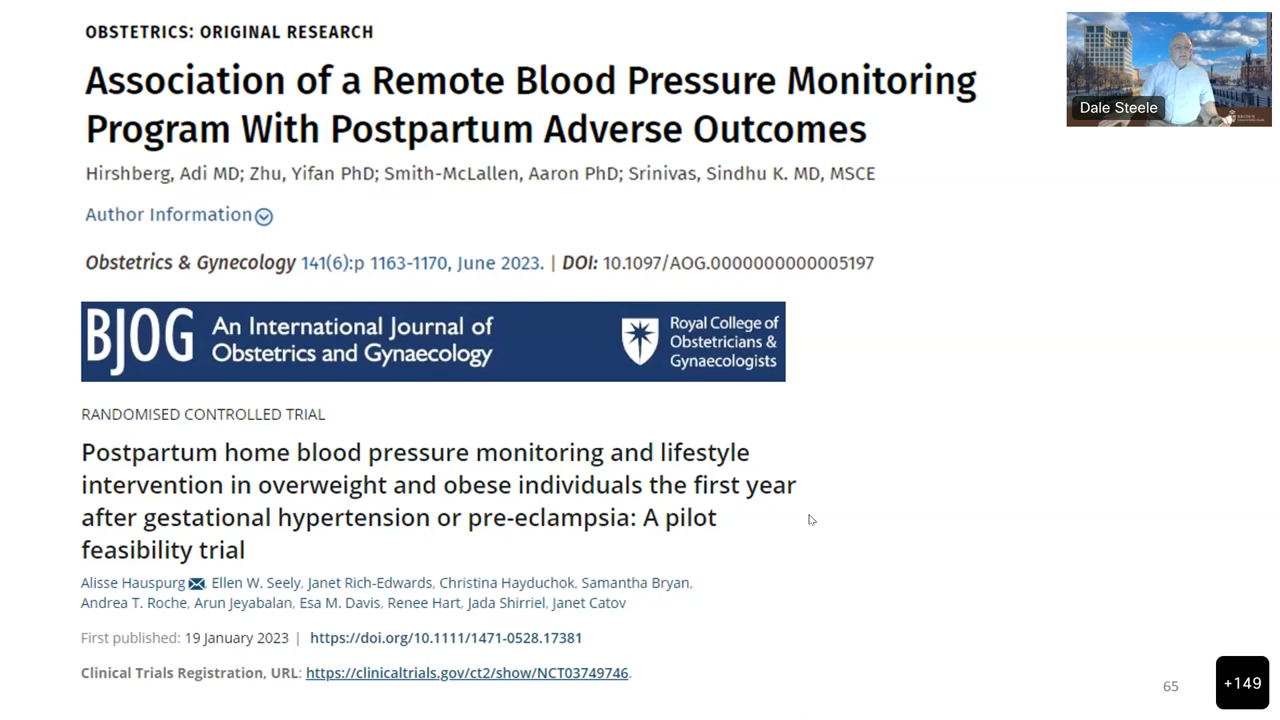 OBSTETRICS: ORIGINAL RESEARCH
Association of a Remote Blood Pressure Monitoring
Program With Postpartum Adverse Outcomes
Hirshberg, Adi MD; Zhu, Yifan PhD; Smith-McLallen, Aaron PhD; Srinivas, Sindhu K. MD, MSCE
Author Information
Obstetrics & Gynecology 141(6):p 1163-1170, June 2023. | DOI: 10.1097/AOG.0000000000005197
BJOG An International Journal of
Obstetrics and Gynaecology
Royal College of
Obstetricians &
Gynaecologists
RANDOMISED CONTROLLED TRIAL
Postpartum home blood pressure monitoring and lifestyle
intervention in overweight and obese individuals the first year
after gestational hypertension or pre-eclampsia: A pilot
feasibility trial
Alisse Hauspurg, Ellen W. Seely, Janet Rich-Edwards, Christina Hayduchok, Samantha Bryan,
Andrea T. Roche, Arun Jeyabalan, Esa M. Davis, Renee Hart, Jada Shirriel, Janet Catov
First published: 19 January 2023 | https://doi.org/10.1111/1471-0528.17381
Clinical Trials Registration, URL: https://clinicaltrials.gov/ct2/show/NCT03749746.
Dale Steele
65
+149